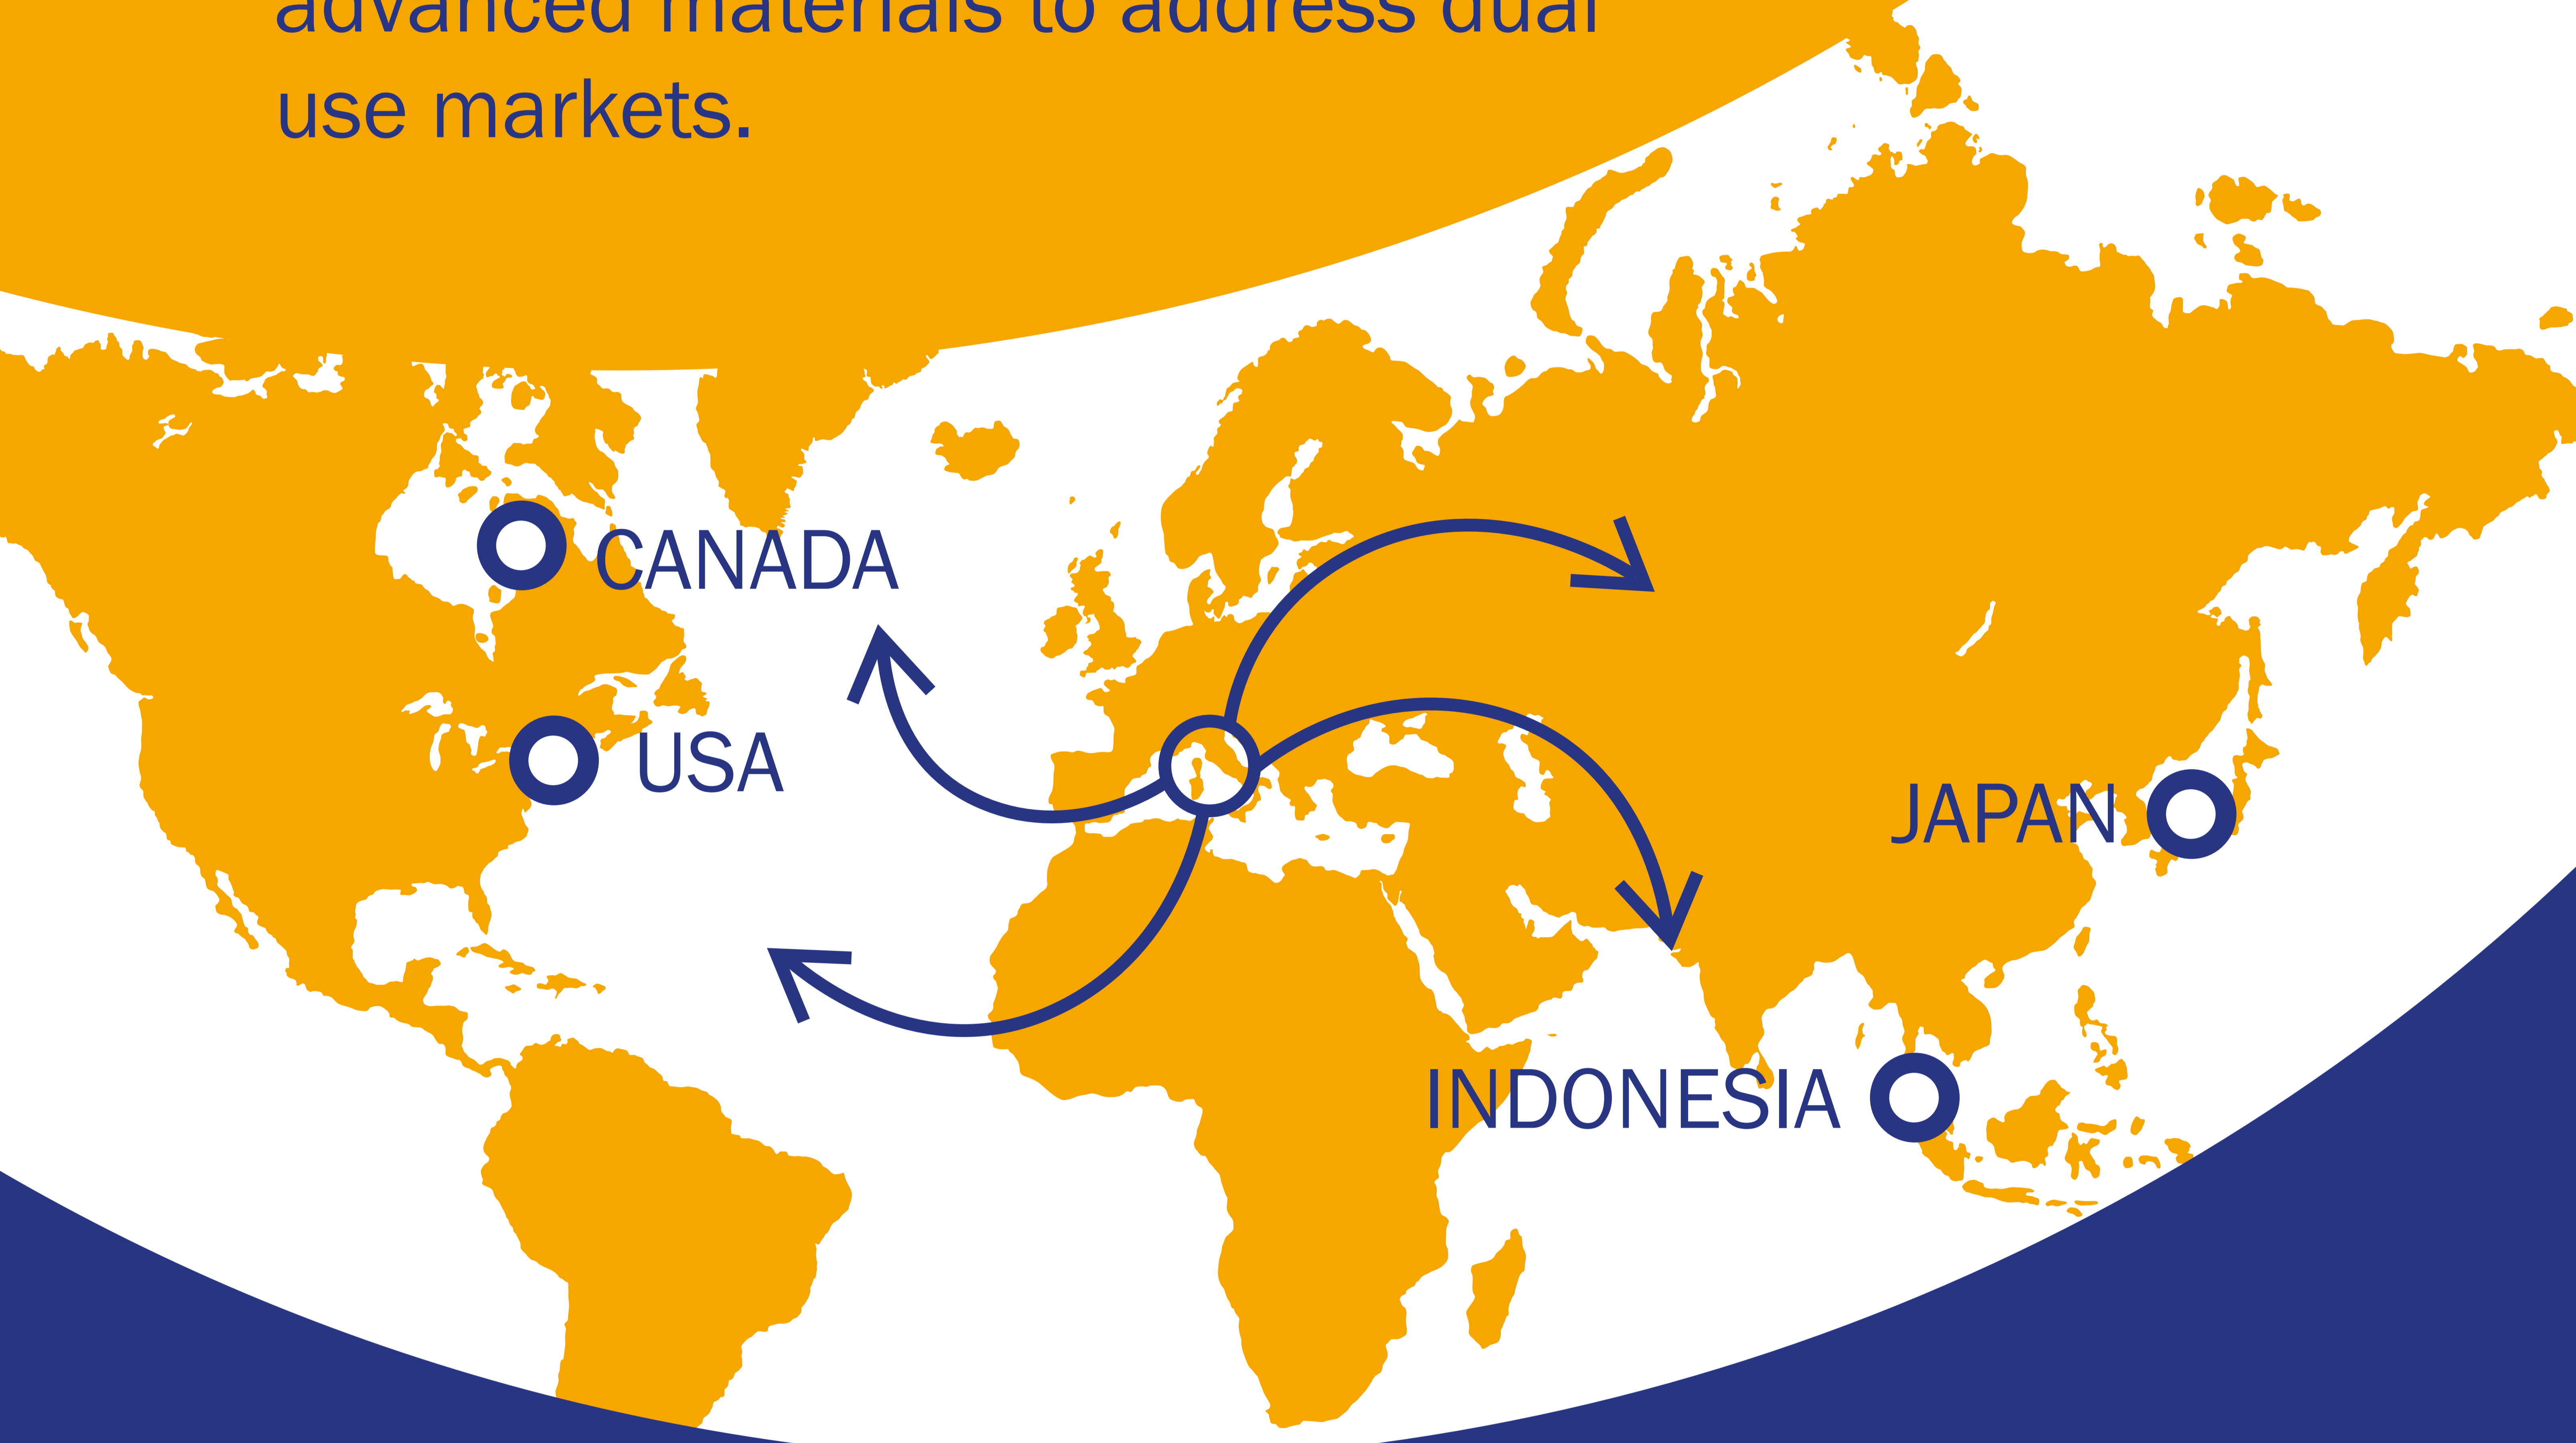 advanced materials to address dual
use markets.
CANADA
USA
JAPAN
INDONESIA